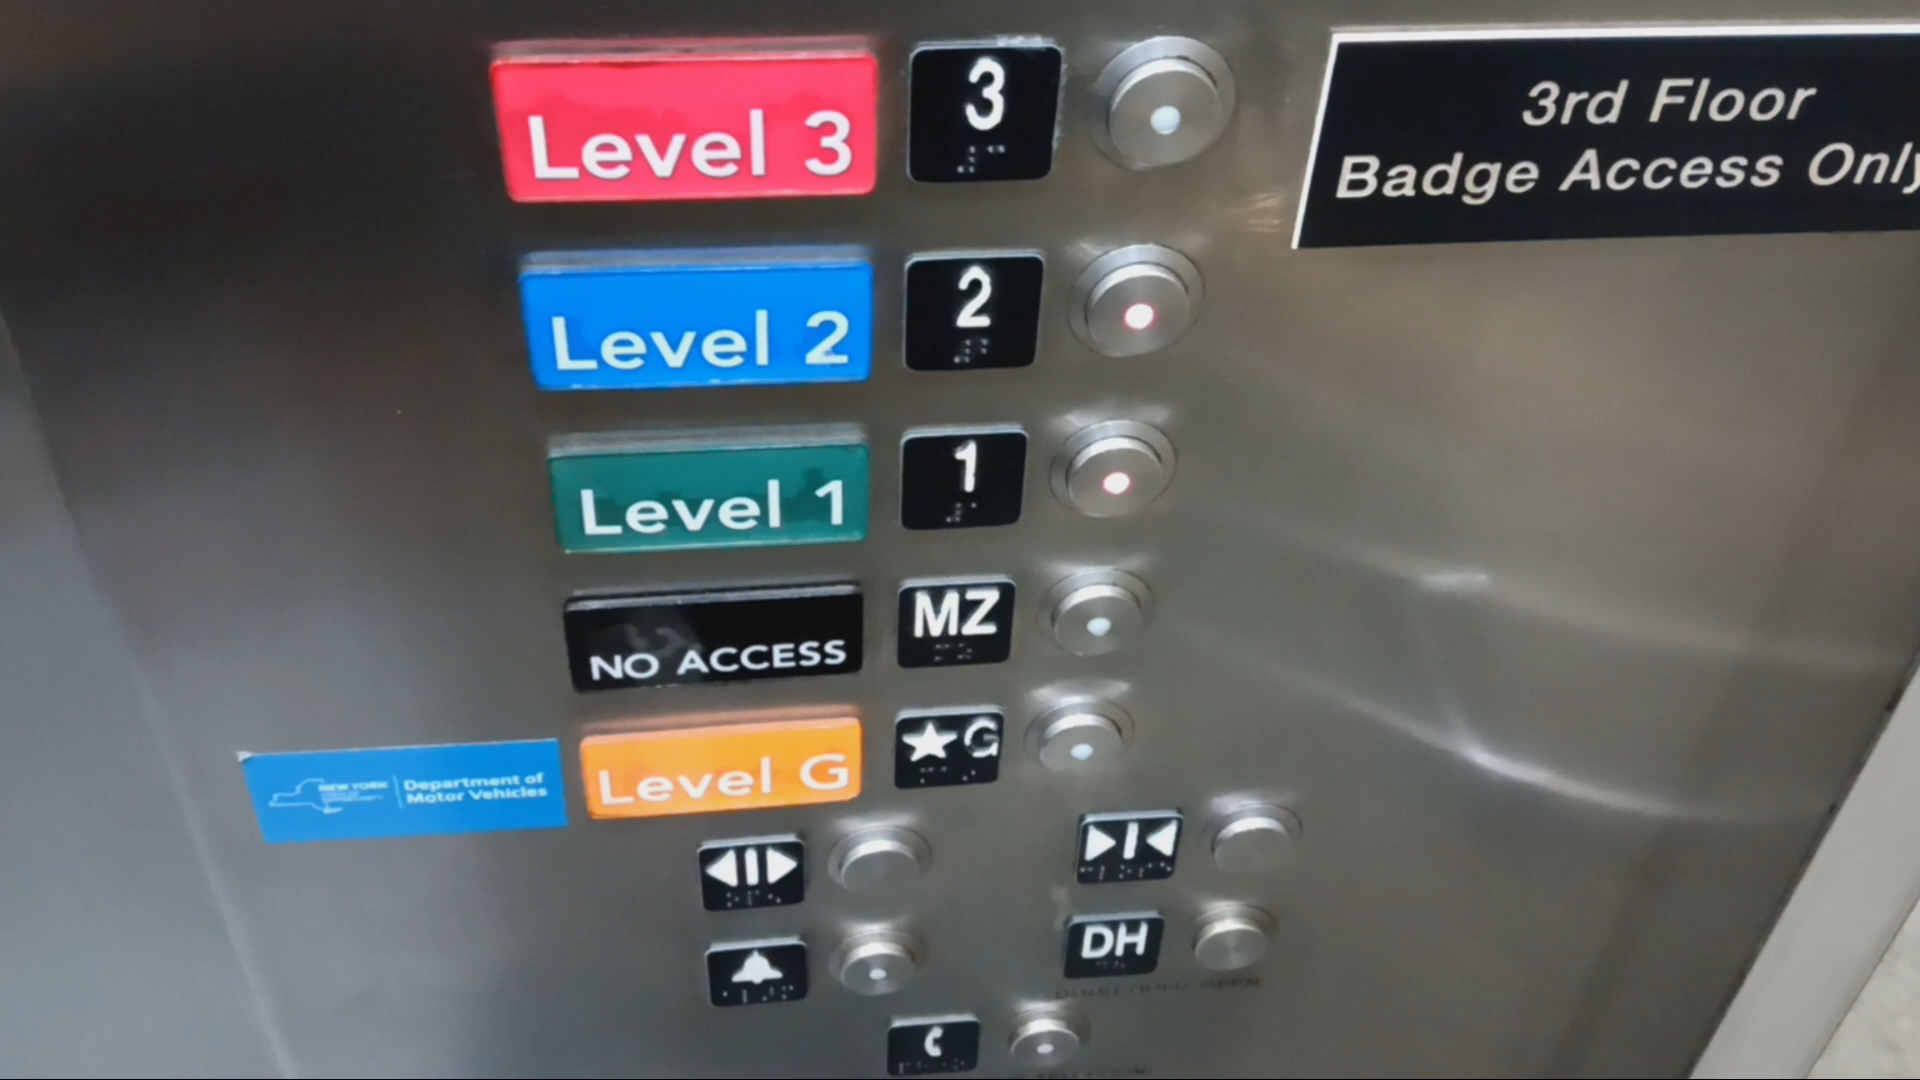 Level 3
3
3rd Floor
Badge Access Only
Level 2
2
Level 1
1
NO ACCESS
MZ
Level G
★G
NEW YORK
Department of
Motor Vehicles
DH